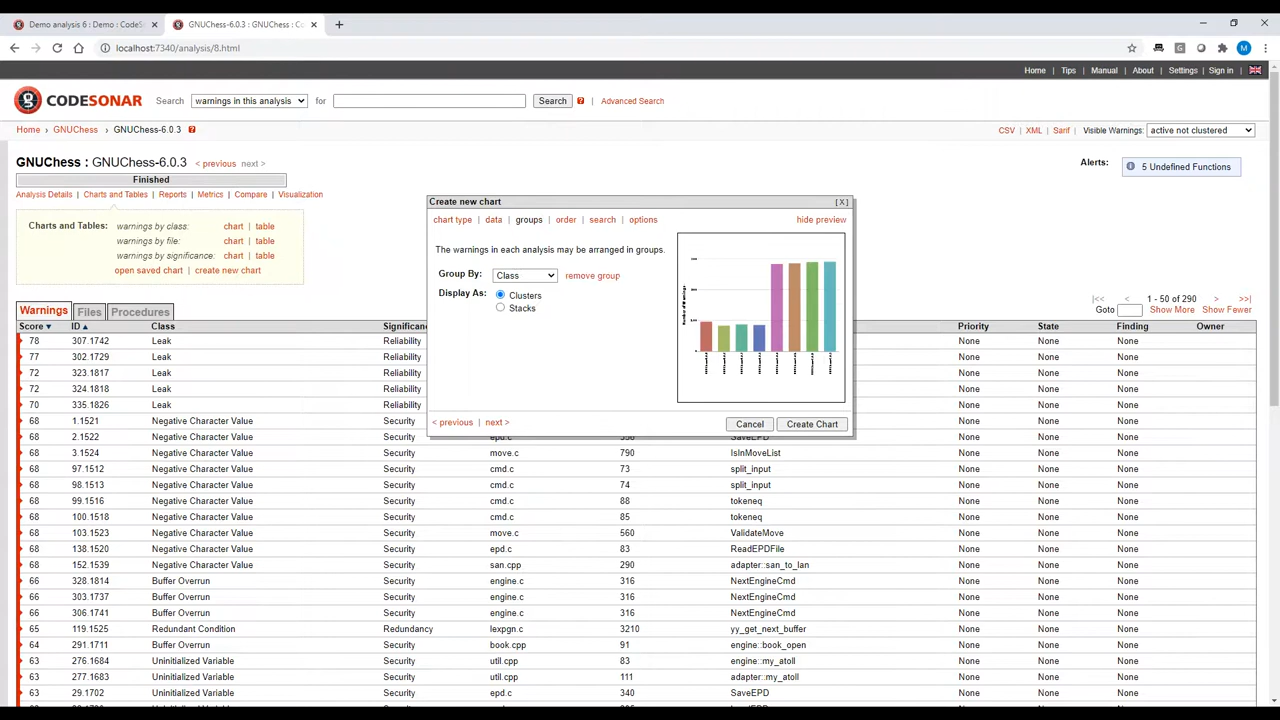 Demo analysis 6 : Demo : CodeS
GNUChess-6.0.3 : GNUChess : Co
localhost:7340/analysis/8.html
M
Home | Tips | Manual | About | Settings | Sign in |
CODESONAR Search warnings in this analysis for Search ? | Advanced Search
Home › GNUChess › GNUChess-6.0.3 ?
CSV | XML | Sarif | Visible Warnings: active not clustered
GNUChess : GNUChess-6.0.3 < previous next >
Alerts: 5 Undefined Functions
Finished
Analysis Details | Charts and Tables | Reports | Metrics | Compare | Visualization
Charts and Tables: warnings by class: chart | table
warnings by file: chart | table
warnings by significance: chart | table
open saved chart | create new chart
Create new chart [X]
chart type | data | groups | order | search | options hide preview
The warnings in each analysis may be arranged in groups.
Group By: Class remove group
Display As: Clusters
Stacks
< previous | next > Cancel Create Chart
|<< < 1 - 50 of 290 > >>|
Goto Show More Show Fewer
Warnings Files Procedures
Score ID Class Significance Priority State Finding Owner
78 307.1742 Leak Reliability None None None
77 302.1729 Leak Reliability None None None
72 323.1817 Leak Reliability None None None
72 324.1818 Leak Reliability None None None
70 335.1826 Leak Reliability None None None
68 1.1521 Negative Character Value Security None None None
68 2.1522 Negative Character Value Security epd.c SaveEPD None None None
68 3.1524 Negative Character Value Security move.c 790 IsInMoveList None None None
68 97.1512 Negative Character Value Security cmd.c 73 split_input None None None
68 98.1513 Negative Character Value Security cmd.c 74 split_input None None None
68 99.1516 Negative Character Value Security cmd.c 88 tokeneq None None None
68 100.1518 Negative Character Value Security cmd.c 85 tokeneq None None None
68 103.1523 Negative Character Value Security move.c 560 ValidateMove None None None
68 138.1520 Negative Character Value Security epd.c 83 ReadEPDFile None None None
68 152.1539 Negative Character Value Security san.cpp 290 adapter::san_to_lan None None None
66 328.1814 Buffer Overrun Security engine.c 316 NextEngineCmd None None None
66 303.1737 Buffer Overrun Security engine.c 316 NextEngineCmd None None None
66 306.1741 Buffer Overrun Security engine.c 316 NextEngineCmd None None None
65 119.1525 Redundant Condition Redundancy lexpgn.c 3210 yy_get_next_buffer None None None
64 291.1711 Buffer Overrun Security book.cpp 91 engine::book_open None None None
63 276.1684 Uninitialized Variable Security util.cpp 83 engine::my_atoll None None None
63 277.1683 Uninitialized Variable Security util.cpp 111 adapter::my_atoll None None None
63 29.1702 Uninitialized Variable Security epd.c 340 SaveEPD None None None